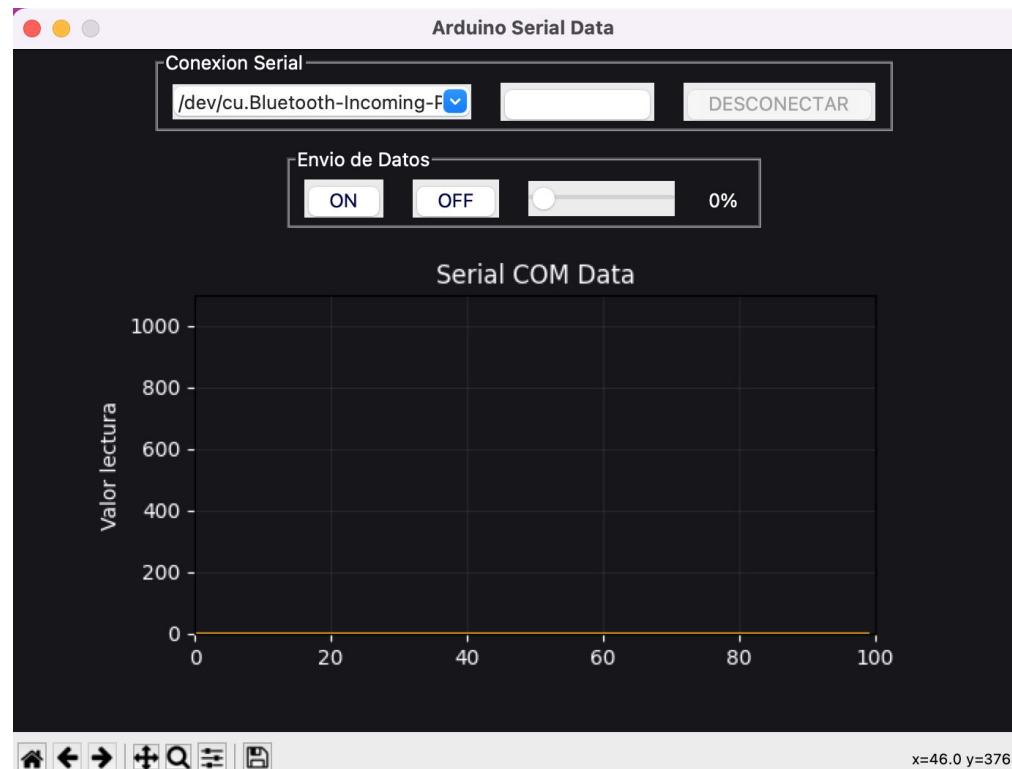 Arduino Serial Data
Conexion Serial
/dev/cu.Bluetooth-Incoming-P
DESCONECTAR
Envio de Datos
ON OFF 0%
Serial COM Data
Valor lectura
1000
800
600
400
200
0
0 20 40 60 80 100
x=46.0 y=376